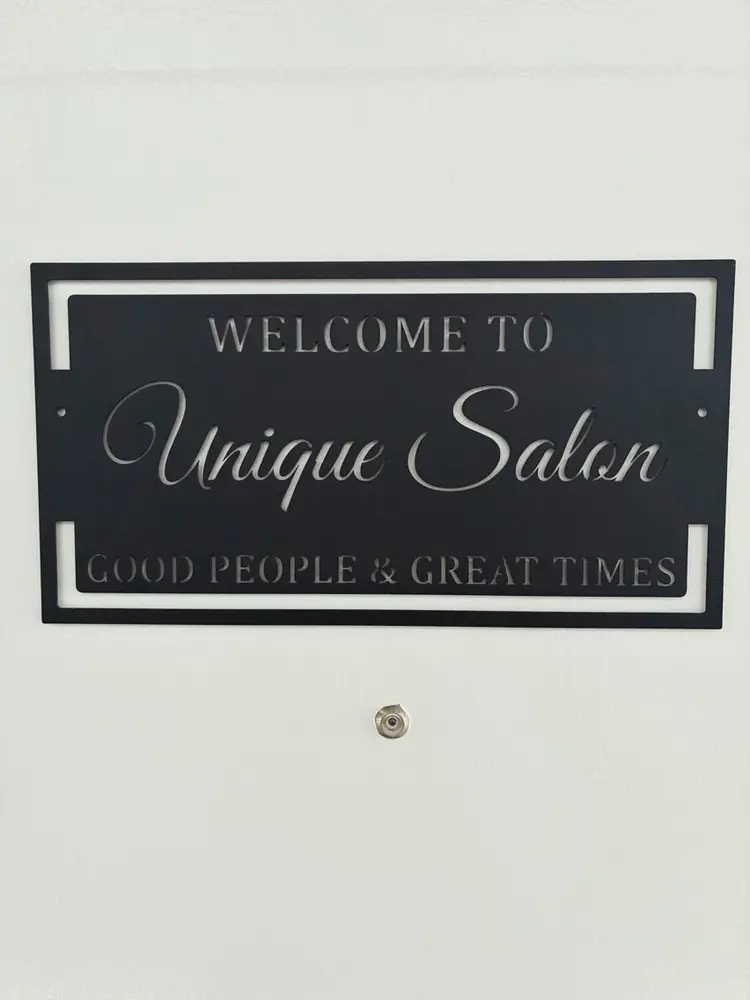 WELCOME TO
Unique Salon
GOOD PEOPLE & GREAT TIMES